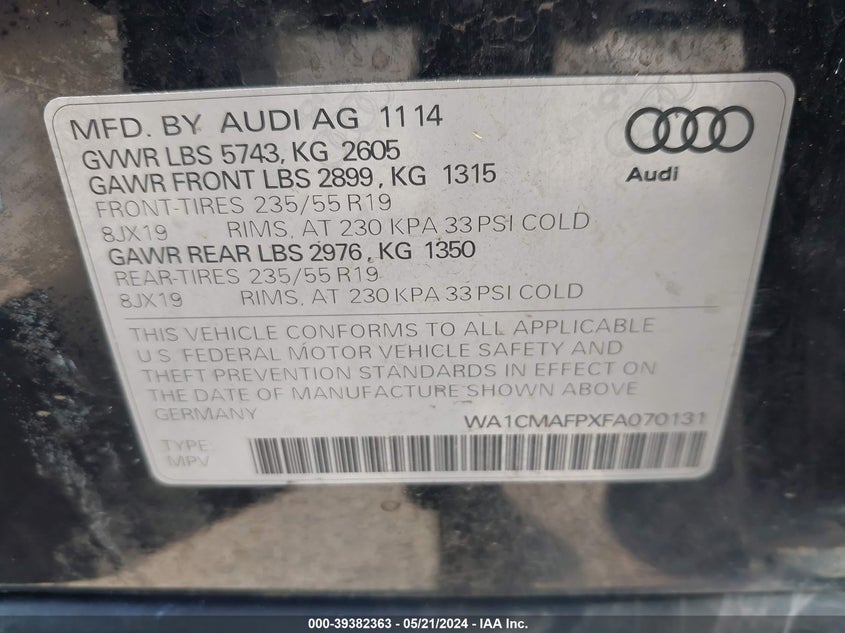 MFD. BY AUDI AG 11 14
GVWR LBS 5743, KG 2605
GAWR FRONT LBS 2899, KG 1315
FRONT-TIRES 235/55 R19
8JX19 RIMS, AT 230 KPA, 33 PSI COLD
GAWR REAR LBS 2976, KG 1350
REAR-TIRES 235/55 R19
8JX19 RIMS, AT 230 KPA 33 PSI COLD
Audi
THIS VEHICLE CONFORMS TO ALL APPLICABLE
U.S. FEDERAL MOTOR VEHICLE SAFETY AND
THEFT PREVENTION STANDARDS IN EFFECT ON
THE DATE OF MANUFACTURE SHOWN ABOVE
GERMANY WA1CMAFPXFA070131
TYPE:
MPV
000-39382363 - 05/21/2024 - IAA Inc.